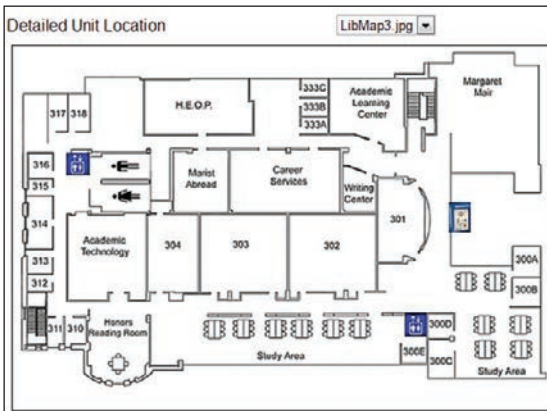 Detailed Unit Location
LibMap3.jpg
317
318
H.E.O.P.
333C
333B
333A
Academic
Learning
Center
Margaret
Mair
316
315
314
313
312
Marist
Abroad
Career
Services
Writing
Center
301
Academic
Technology
304
303
302
300A
300B
311
310
Honors
Reading Room
Study Area
300D
300E
300C
Study Area